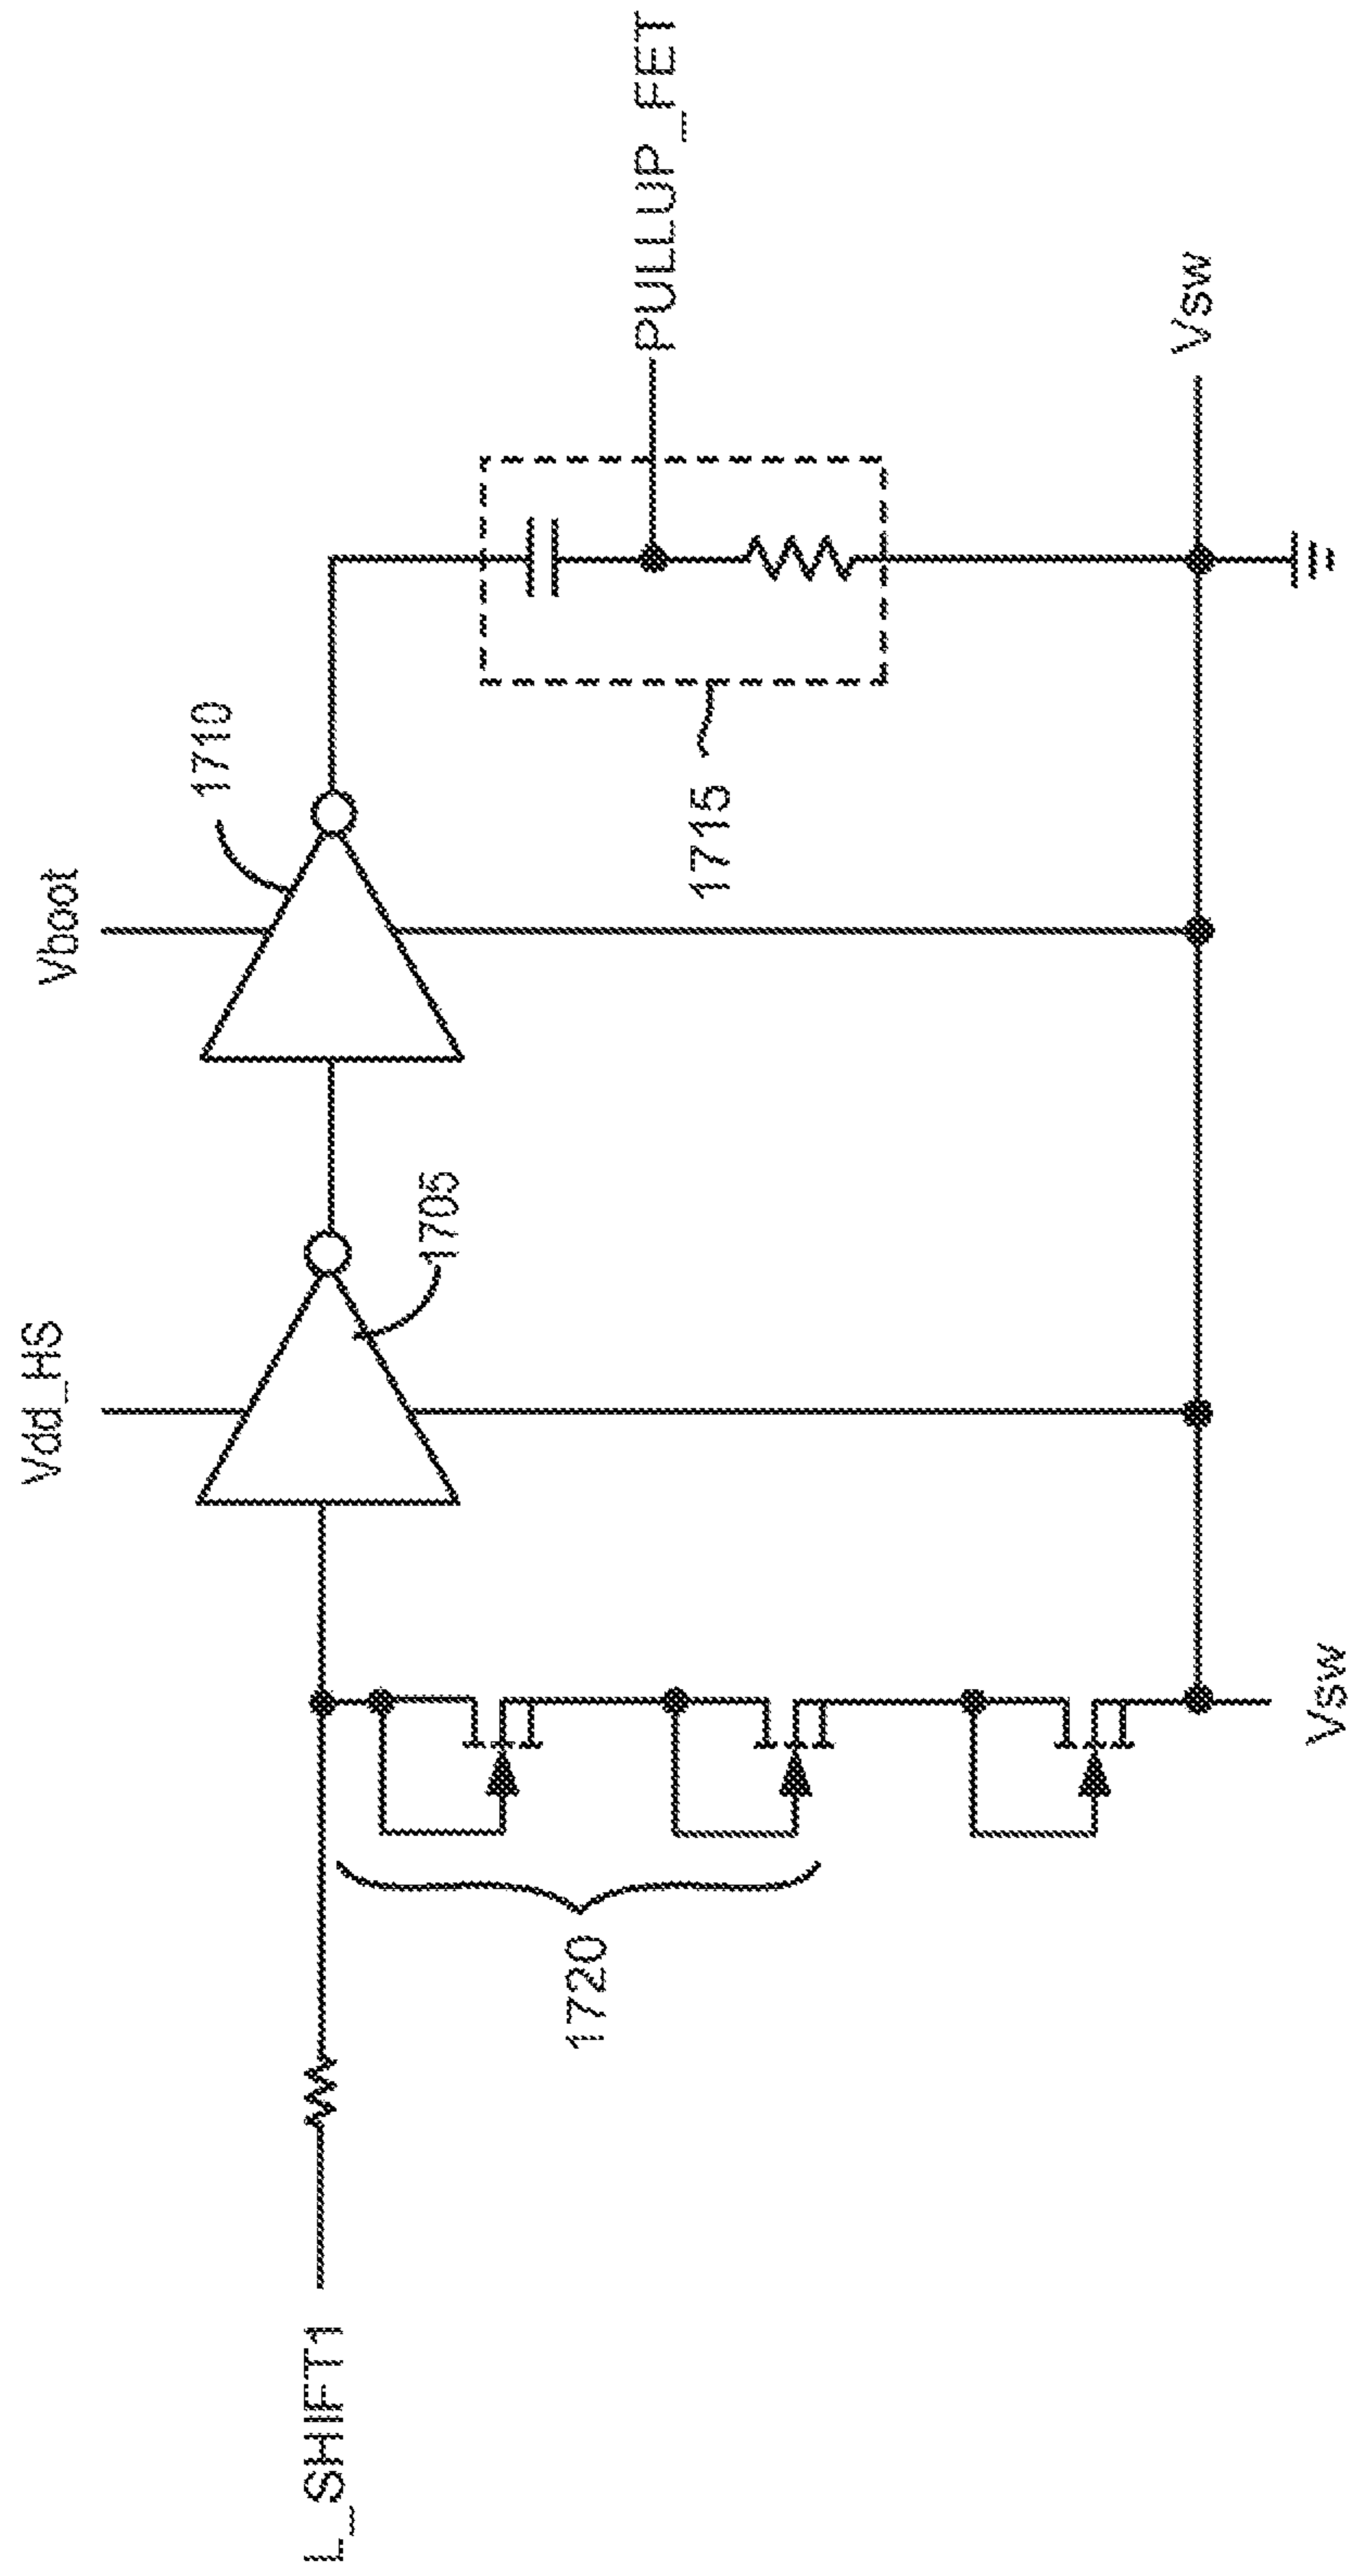 L_SHIFT1
1720
Vsw
Vdd_HS
1705
Vboot
1710
1715
PULLUP_FET
Vsw